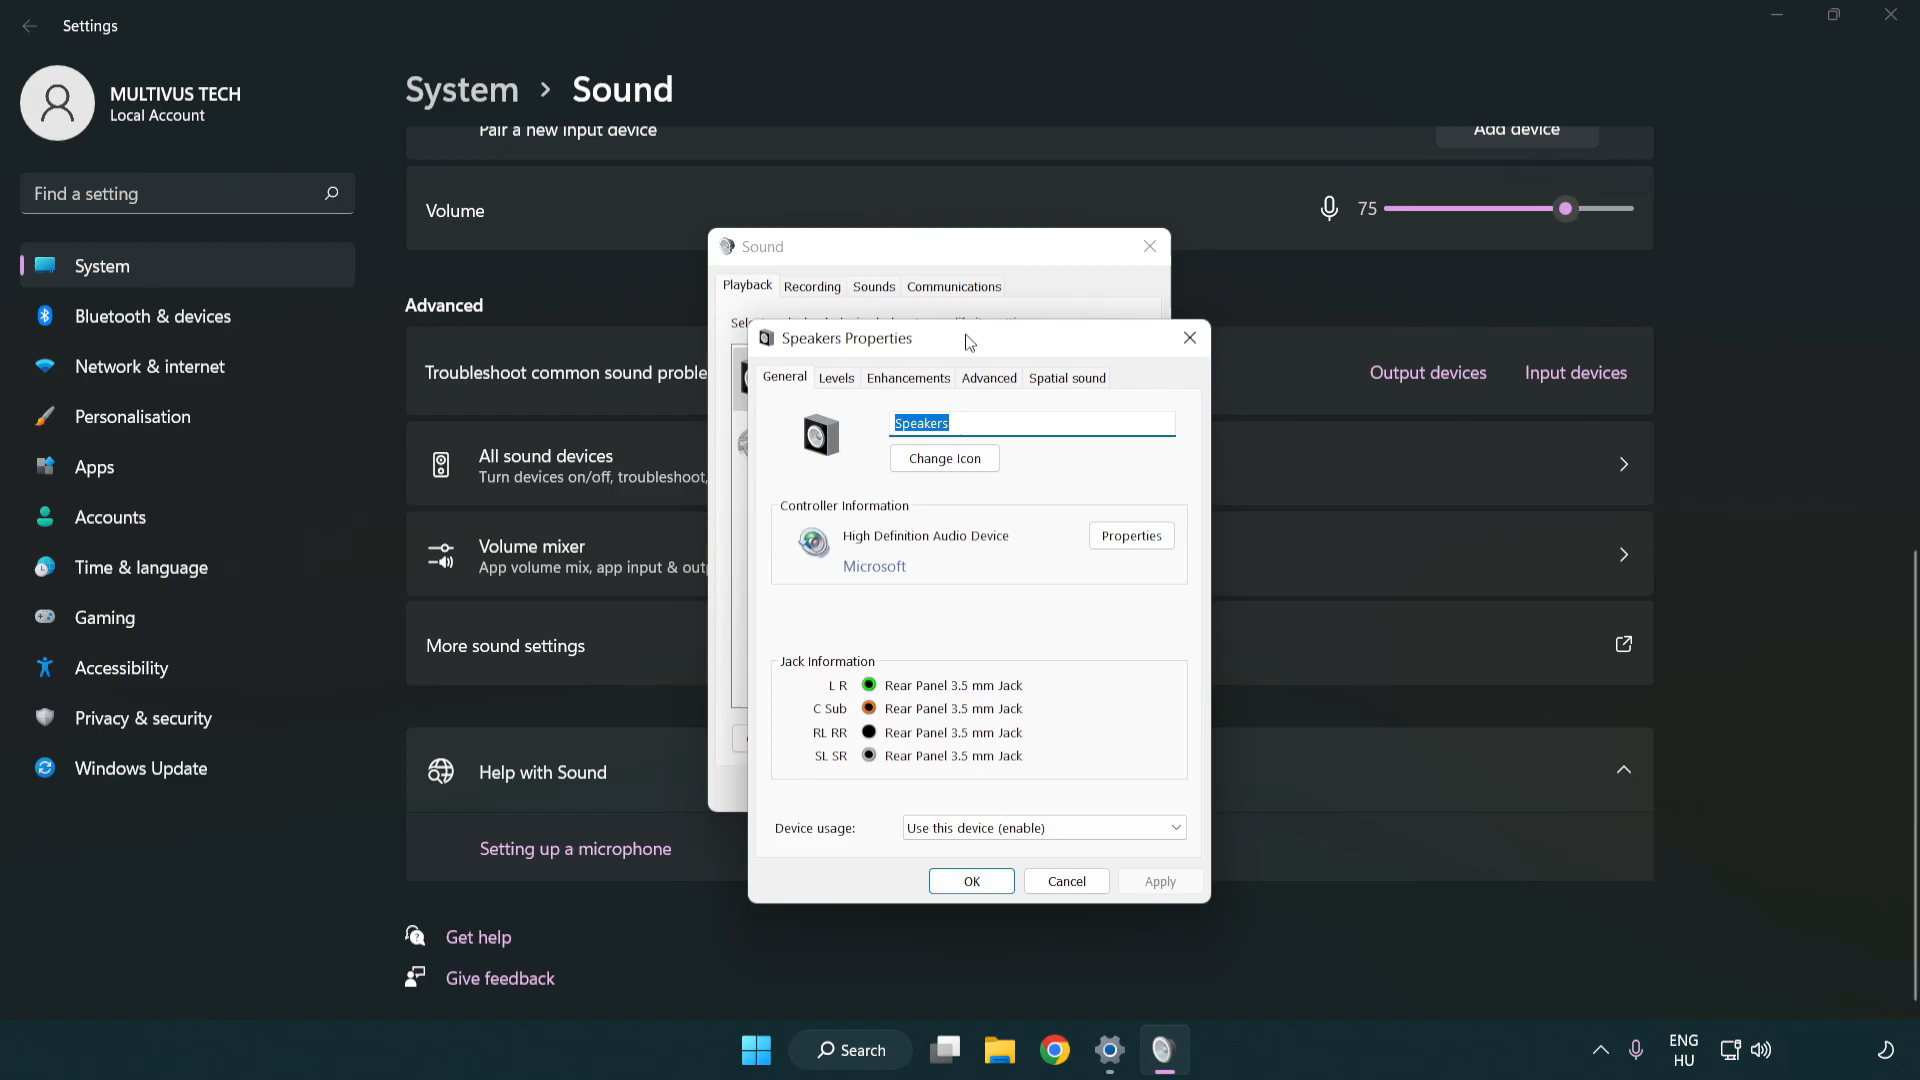 Settings
MULTIVUS TECH
Local Account
Find a setting
System
Bluetooth & devices
Network & internet
Personalisation
Apps
Accounts
Time & language
Gaming
Accessibility
Privacy & security
Windows Update
System > Sound
Pair a new input device
Add device
Volume
75
Advanced
Troubleshoot common sound proble
Output devices
Input devices
All sound devices
Turn devices on/off, troubleshoot,
Volume mixer
App volume mix, app input & out
More sound settings
Help with Sound
Setting up a microphone
Get help
Give feedback
Sound
Playback
Recording
Sounds
Communications
Speakers Properties
General
Levels
Enhancements
Advanced
Spatial sound
Speakers
Change Icon
Controller Information
High Definition Audio Device
Properties
Microsoft
Jack Information
L R Rear Panel 3.5 mm Jack
C Sub Rear Panel 3.5 mm Jack
RL RR Rear Panel 3.5 mm Jack
SL SR Rear Panel 3.5 mm Jack
Device usage:
Use this device (enable)
OK
Cancel
Apply
Search
ENG
HU